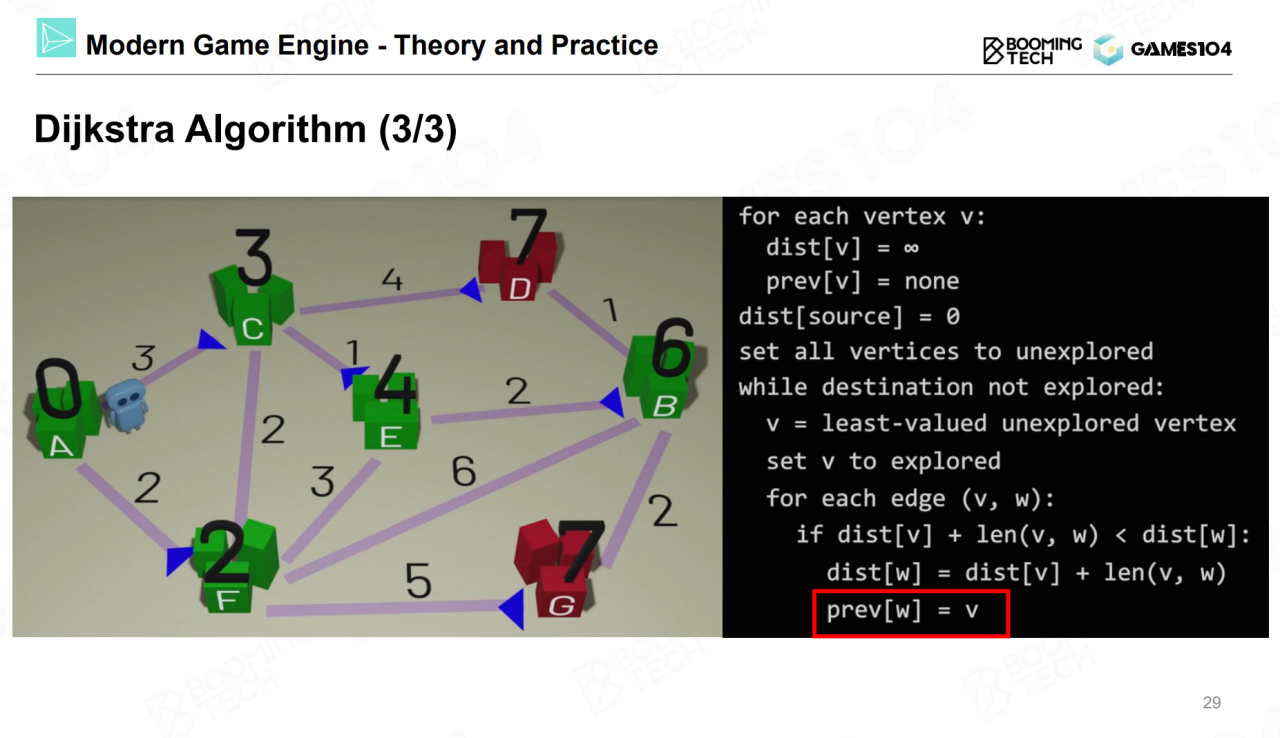 Modern Game Engine - Theory and Practice
BOOMING
TECH
GAMES104
Dijkstra Algorithm (3/3)
0
A
3
C
7
D
4
E
6
B
2
F
7
G
3
4
1
1
2
2
2
3
6
5
2
for each vertex v:
dist[v] = ∞
prev[v] = none
dist[source] = 0
set all vertices to unexplored
while destination not explored:
v = least-valued unexplored vertex
set v to explored
for each edge (v, w):
if dist[v] + len(v, w) < dist[w]:
dist[w] = dist[v] + len(v, w)
prev[w] = v
29